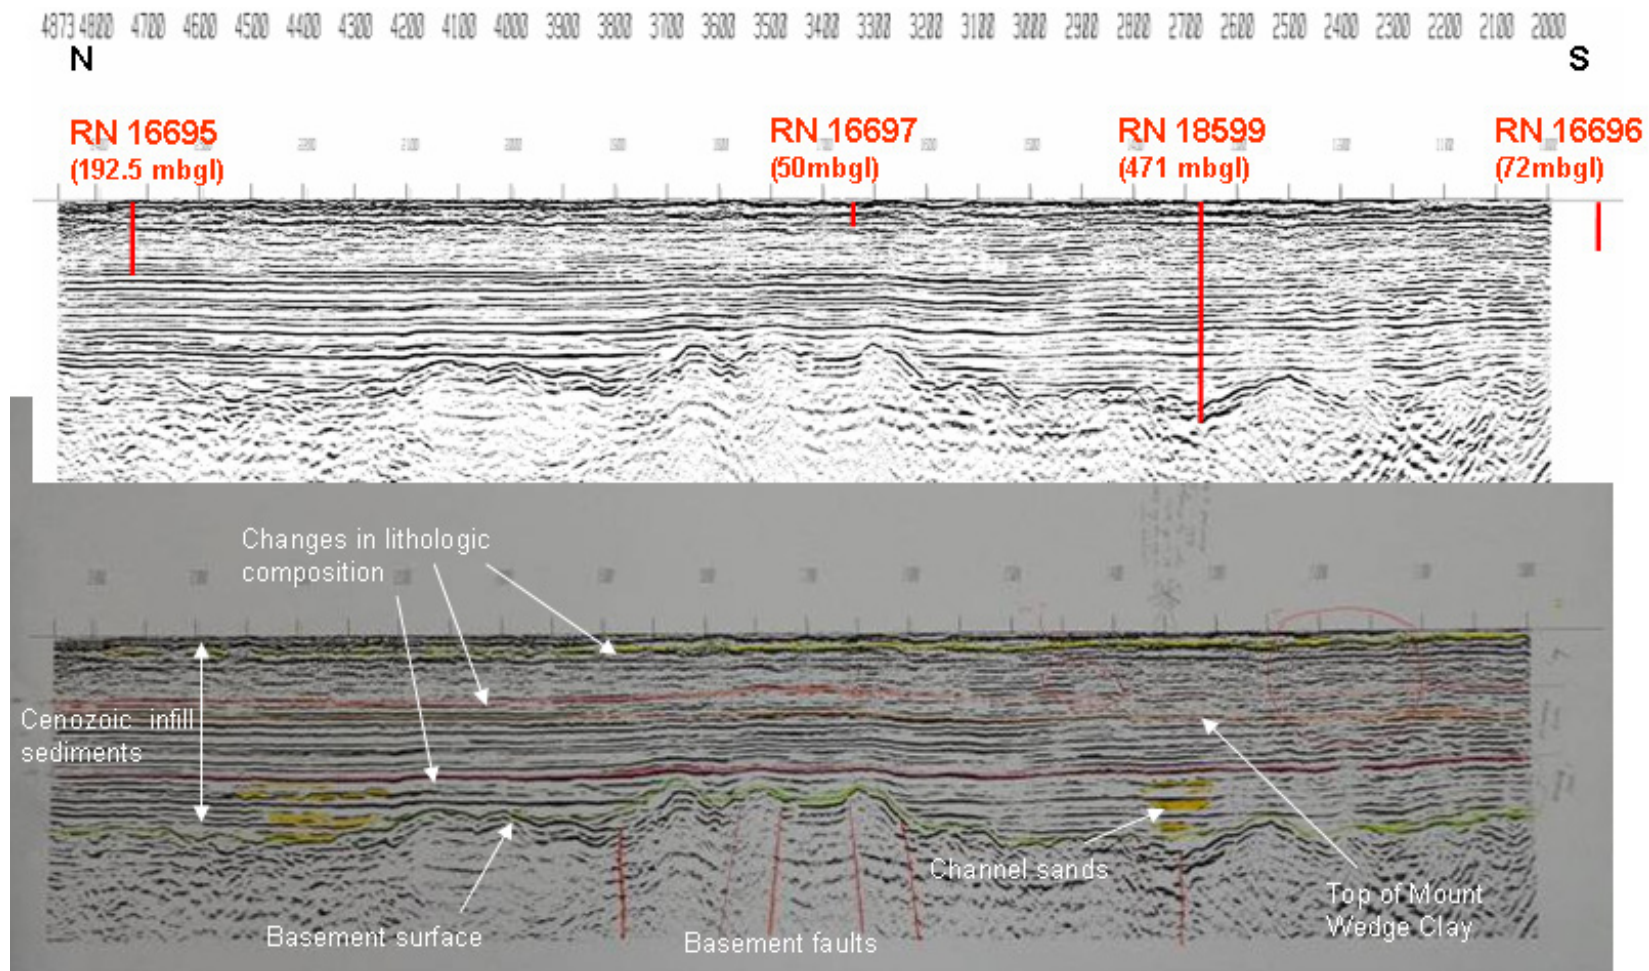 4873 4800 4700 4600 4500 4400 4300 4200 4100 4000 3900 3800 3700 3600 3500 3400 3300 3200 3100 3000 2900 2800 2700 2600 2500 2400 2300 2200 2100 2000
N S
RN 16695 RN 16697 RN 18599 RN 16696
(192.5 mbgl) (50mbgl) (471 mbgl) (72mbgl)
Changes in lithologic
composition
Cenozoic infill
sediments
Channel sands
Top of Mount
Wedge Clay
Basement surface
Basement faults